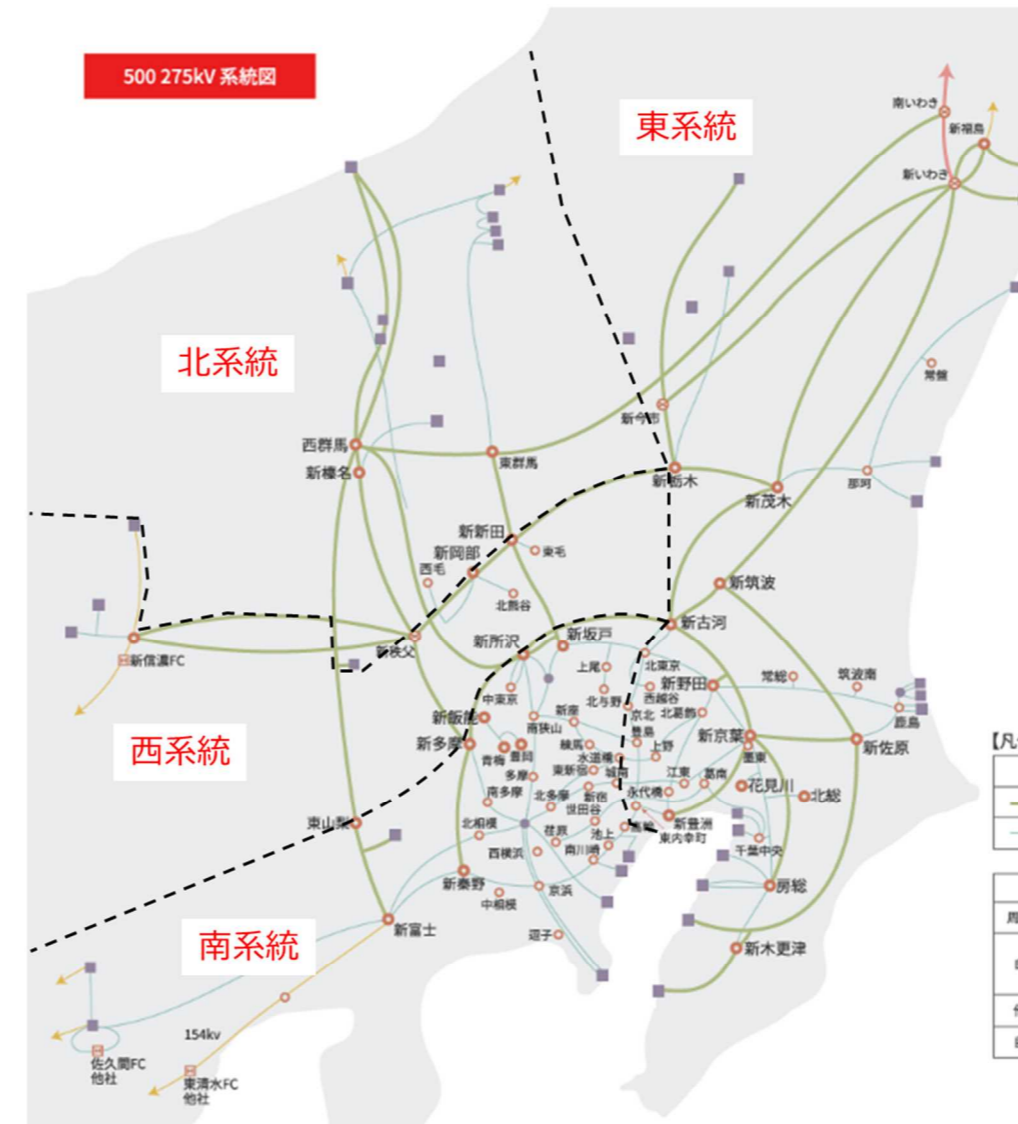 500 275kV 系統図
東系統
南いわき
新福島
新いわき
北系統
常盤
新今市
西群馬
東群馬
新榛名
新栃木
那珂
新茂木
新新田
東毛
新岡部
西毛
北熊谷
新筑波
新古河
新所沢
新坂戸
新秩父
新信濃FC
上尾
北東京
新野田
常総
筑波南
中東京
北与野
西越谷
西系統
新飯能
新座
京北
北葛飾
鹿島
南狭山
豊島
新京葉
新佐原
新多摩
練馬
上野
墨東
青梅
豊岡
水道橋
多摩
東新宿
城南
江東
葛南
花見川
北総
南多摩
北多摩
新宿
永代橋
世田谷
東山梨
北相模
荏原
池上
高輪
新豊洲
東内幸町
西横浜
南川崎
千葉中央
新秦野
京浜
房総
中相模
新富士
逗子
南系統
新木更津
154kv
佐久間FC
他社
東清水FC
他社